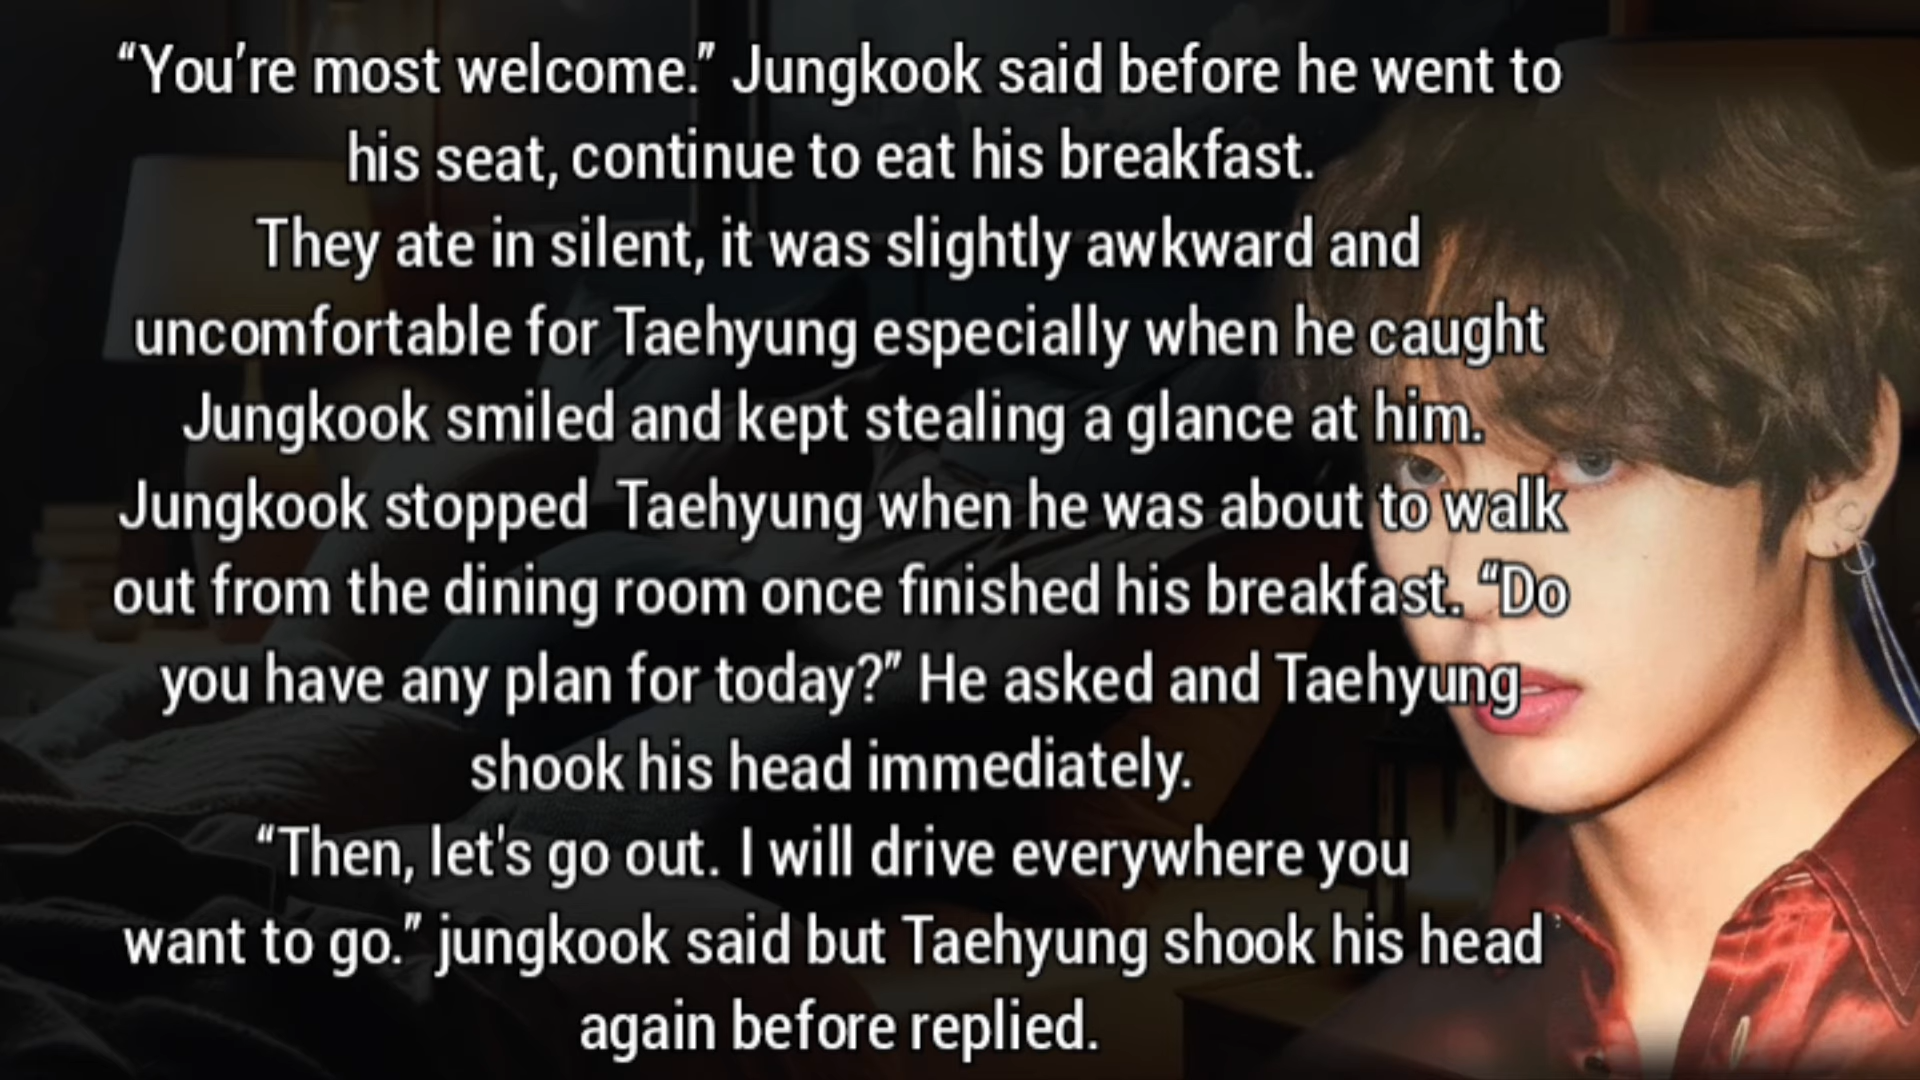 “You’re most welcome.” Jungkook said before he went to
his seat, continue to eat his breakfast.
They ate in silent, it was slightly awkward and
uncomfortable for Taehyung especially when he caught
Jungkook smiled and kept stealing a glance at him.
Jungkook stopped  Taehyung when he was about to walk
out from the dining room once finished his breakfast. “Do
you have any plan for today?” He asked and Taehyung
shook his head immediately.
“Then, let's go out. I will drive everywhere you
want to go.” jungkook said but Taehyung shook his head
again before replied.